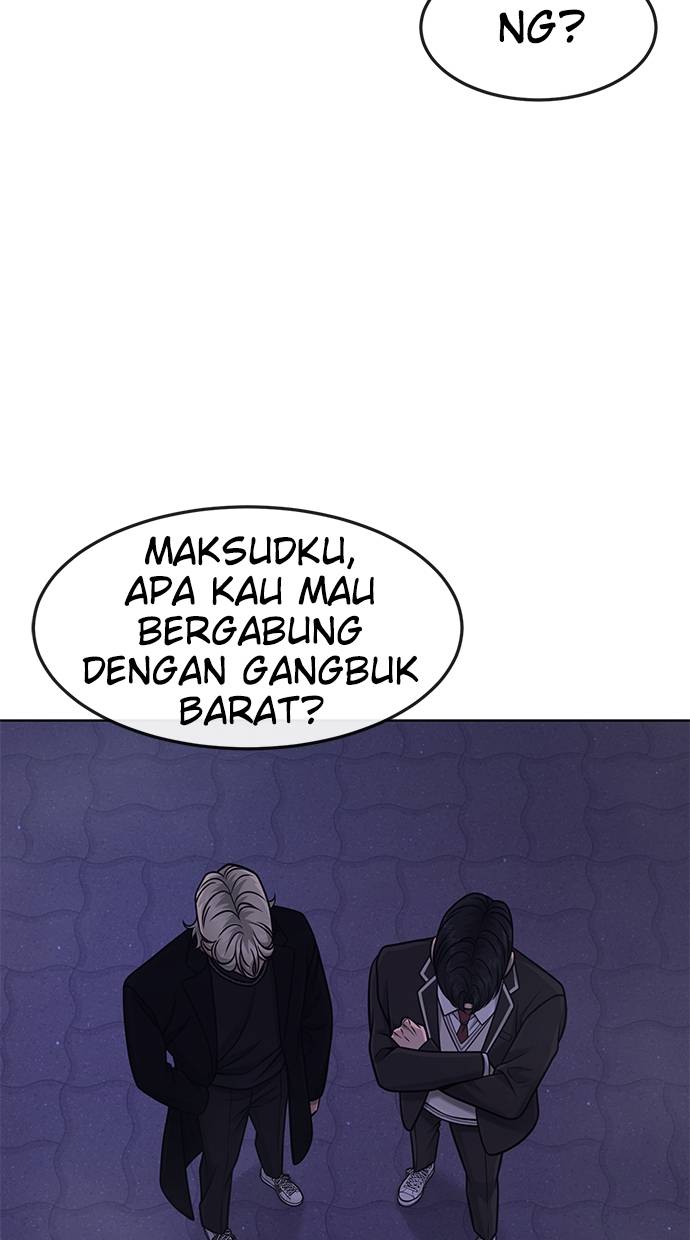 NG?
MAKSUDKU,
APA KAU MAU
BERGABUNG
DENGAN GANGBUK
BARAT?